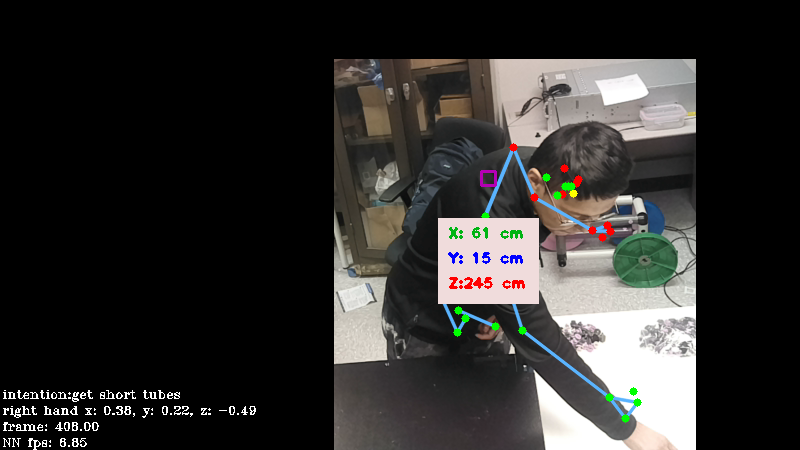 X: 61 cm
Y: 15 cm
Z:245 cm
intention:get short tubes
right hand x: 0.38, y: 0.22, z: -0.49
frame: 408.00
NN fps: 6.85